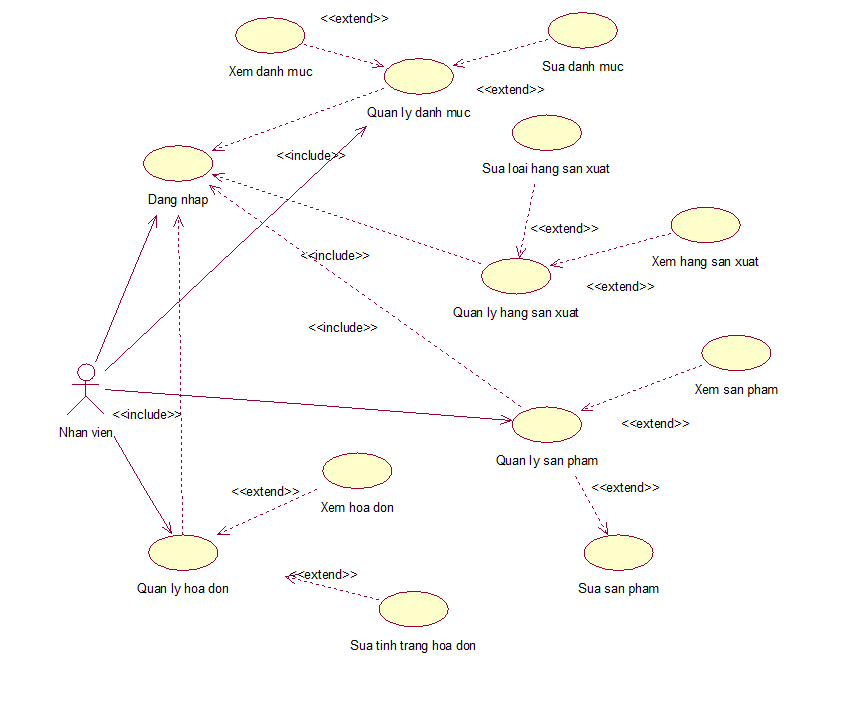 <<extend>>
Xem danh muc
Sua danh muc
<<extend>>
Quan ly danh muc
<<include>>
Sua loai hang san xuat
Dang nhap
<<extend>>
<<include>>
Xem hang san xuat
<<extend>>
Quan ly hang san xuat
<<include>>
Xem san pham
<<include>>
<<extend>>
Nhan vien
Quan ly san pham
<<extend>>
<<extend>>
Xem hoa don
<<extend>>
Quan ly hoa don
Sua san pham
Sua tinh trang hoa don